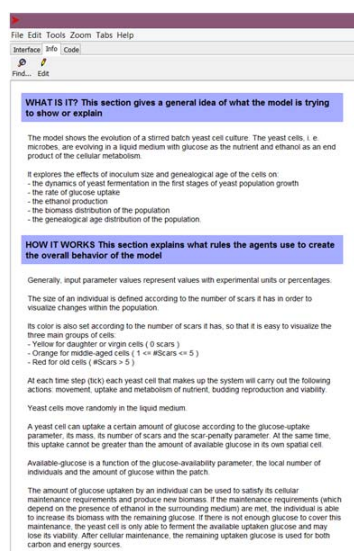 File Edit Tools Zoom Tabs Help
Interface Info Code
Find... Edit
WHAT IS IT? This section gives a general idea of what the model is trying
to show or explain
The model shows the evolution of a stirred batch yeast cell culture. The yeast cells, i. e.
microbes, are evolving in a liquid medium with glucose as the nutrient and ethanol as an end
product of the cellular metabolism.
It explores the effects of inoculum size and genealogical age of the cells on:
- the dynamics of yeast fermentation in the first stages of yeast population growth
- the rate of glucose uptake
- the ethanol production
- the biomass distribution of the population
- the genealogical age distribution of the population.
HOW IT WORKS This section explains what rules the agents use to create
the overall behavior of the model
Generally, input parameter values represent values with experimental units or percentages.
The size of an individual is defined according to the number of scars it has in order to
visualize changes within the population.
Its color is also set according to the number of scars it has, so that it is easy to visualize the
three main groups of cells:
- Yellow for daughter or virgin cells ( 0 scars )
- Orange for middle-aged cells ( 1 <= #Scars <= 5 )
- Red for old cells ( #Scars > 5 )
At each time step (tick) each yeast cell that makes up the system will carry out the following
actions: movement, uptake and metabolism of nutrient, budding reproduction and viability.
Yeast cells move randomly in the liquid medium.
A yeast cell can uptake a certain amount of glucose according to the glucose-uptake
parameter, its mass, its number of scars and the scar-penalty parameter. At the same time,
this uptake cannot be greater than the amount of available glucose in its own spatial cell.
Available-glucose is a function of the glucose-availability parameter, the local number of
individuals and the amount of glucose within the patch.
The amount of glucose uptaken by an individual can be used to satisfy its cellular
maintenance requirements and produce new biomass. If the maintenance requirements (which
depend on the presence of ethanol in the surrounding medium) are met, the individual is able
to increase its biomass with the remaining glucose. If there is not enough glucose to cover this
maintenance, the yeast cell is only able to ferment the available uptaken glucose and may
lose its viability. After cellular maintenance, the remaining uptaken glucose is used for both
carbon and energy sources.